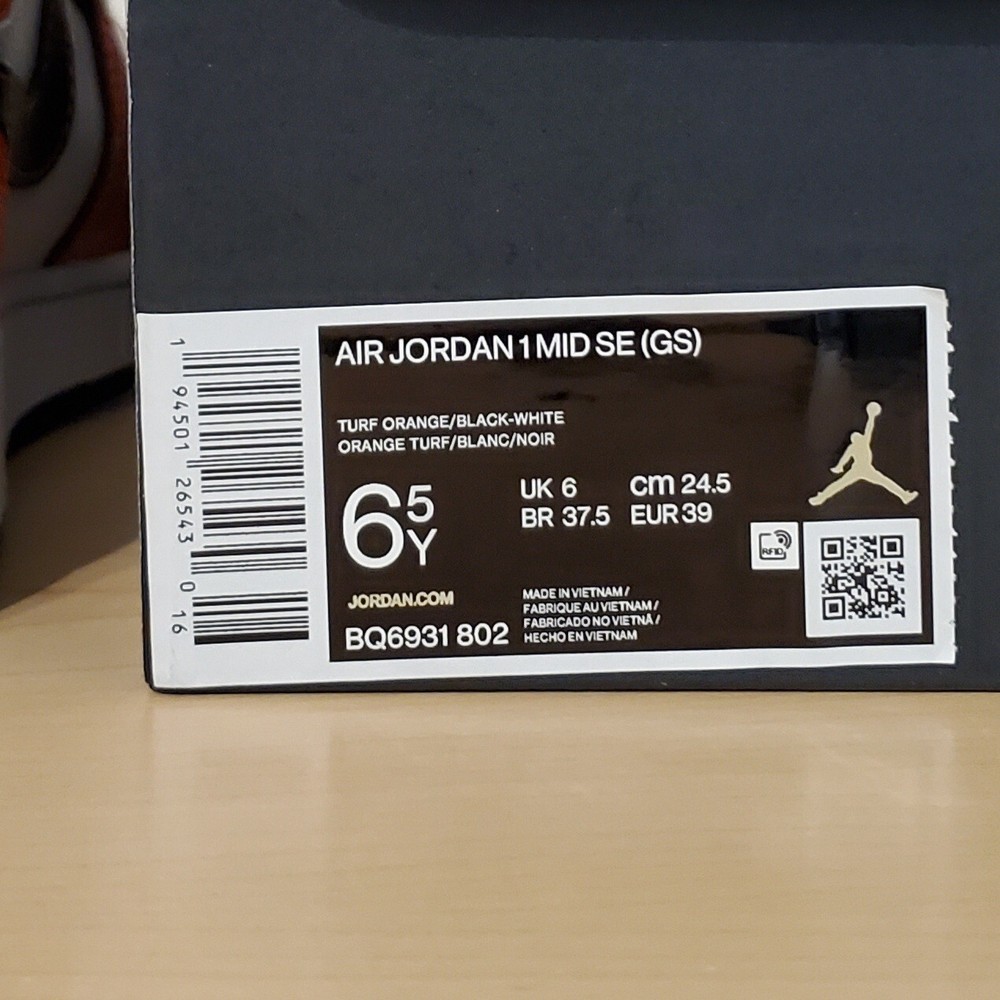 AIR JORDAN 1 MID SE (GS)
TURF ORANGE/BLACK-WHITE
ORANGE TURF/BLANC/NOIR
6 5 Y
UK 6 cm 24.5
BR 37.5 EUR 39
JORDAN.COM
BQ6931 802
MADE IN VIETNAM /
FABRIQUE AU VIETNAM /
FABRICADO NO VIETNÃ /
HECHO EN VIETNAM
RFID
1 94501 26543 0 16